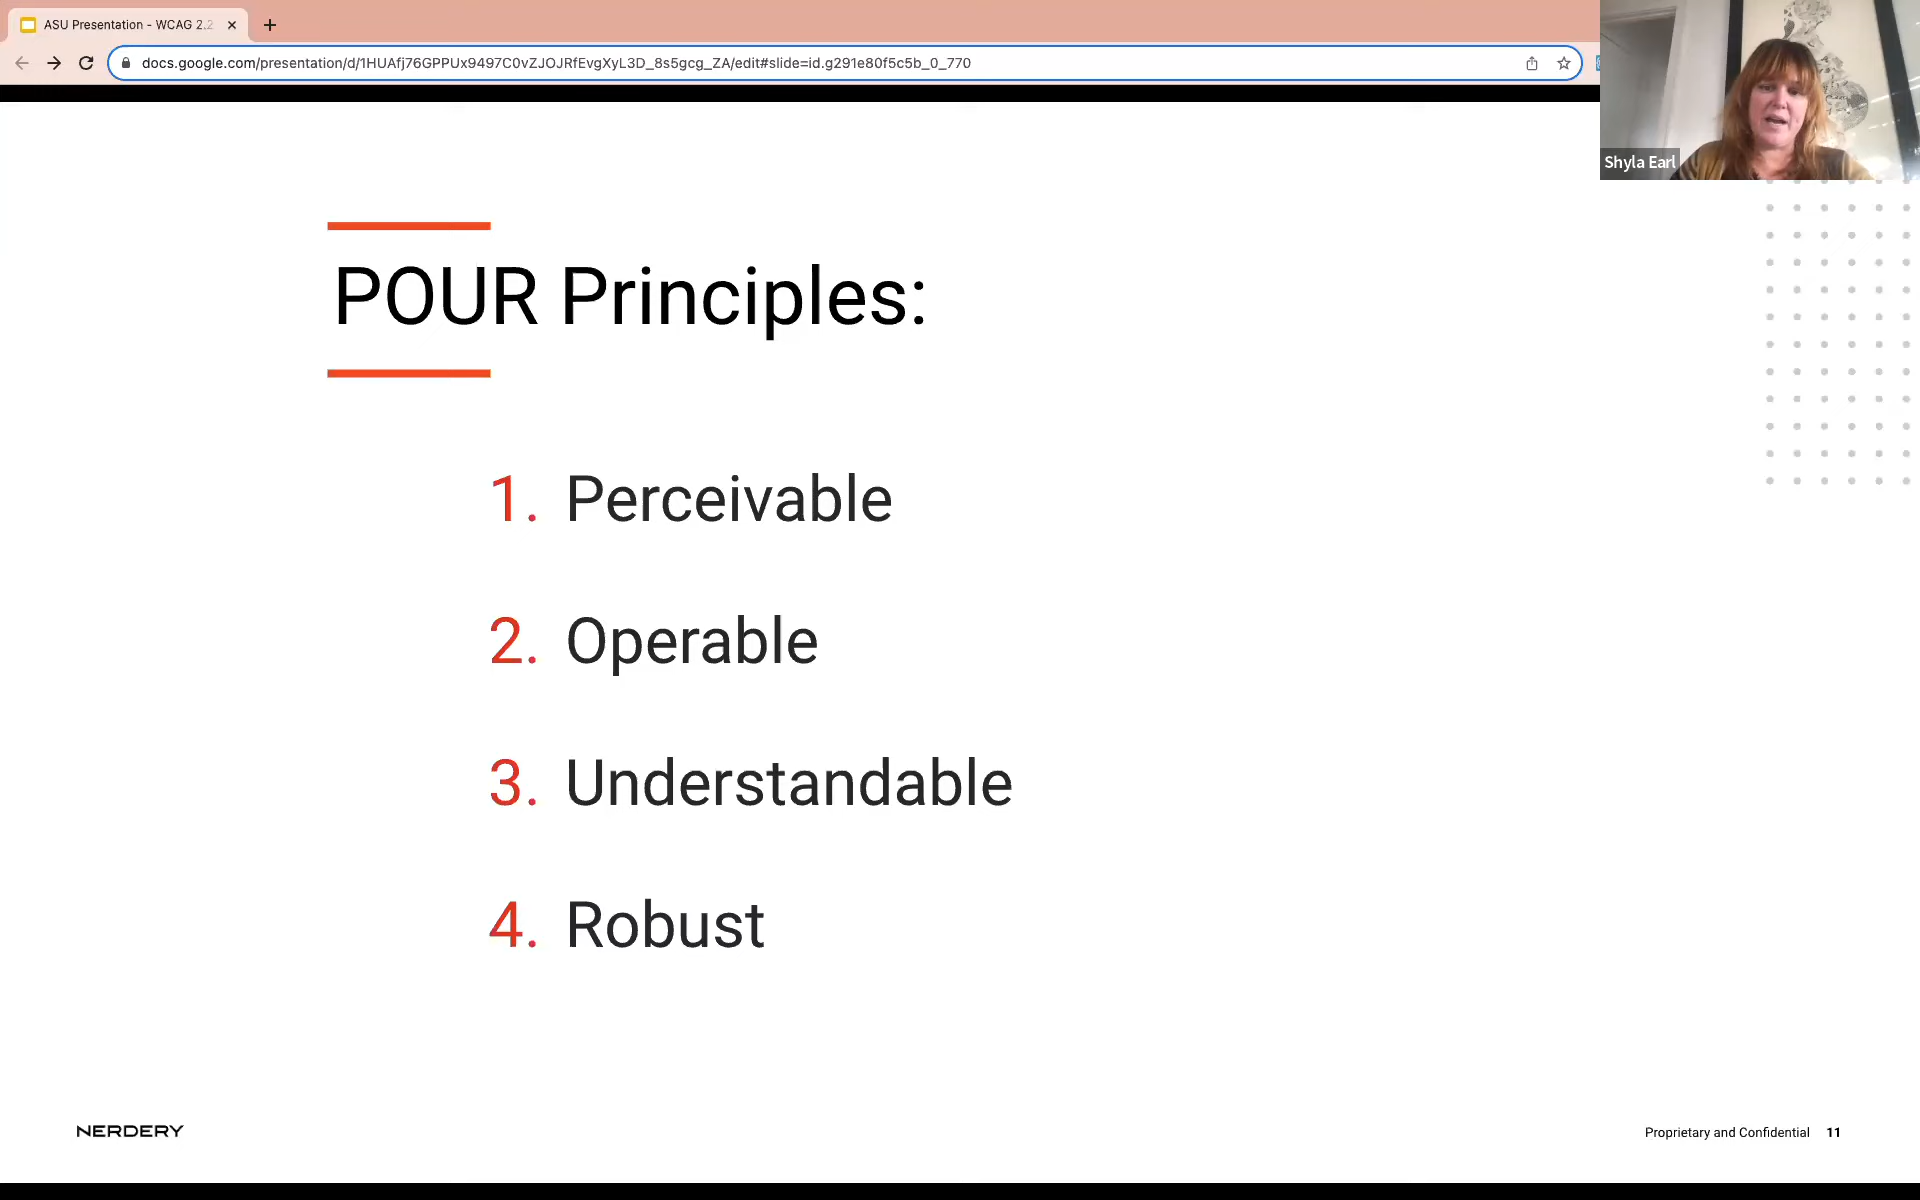 ASU Presentation - WCAG 2.2
docs.google.com/presentation/d/1HUAfj76GPPUx9497C0vZJOJRfEvgXyL3D_8s5gcg_ZA/edit#slide=id.g291e80f5c5b_0_770
Shyla Earl
POUR Principles:
1. Perceivable
2. Operable
3. Understandable
4. Robust
NERDERY
Proprietary and Confidential 11